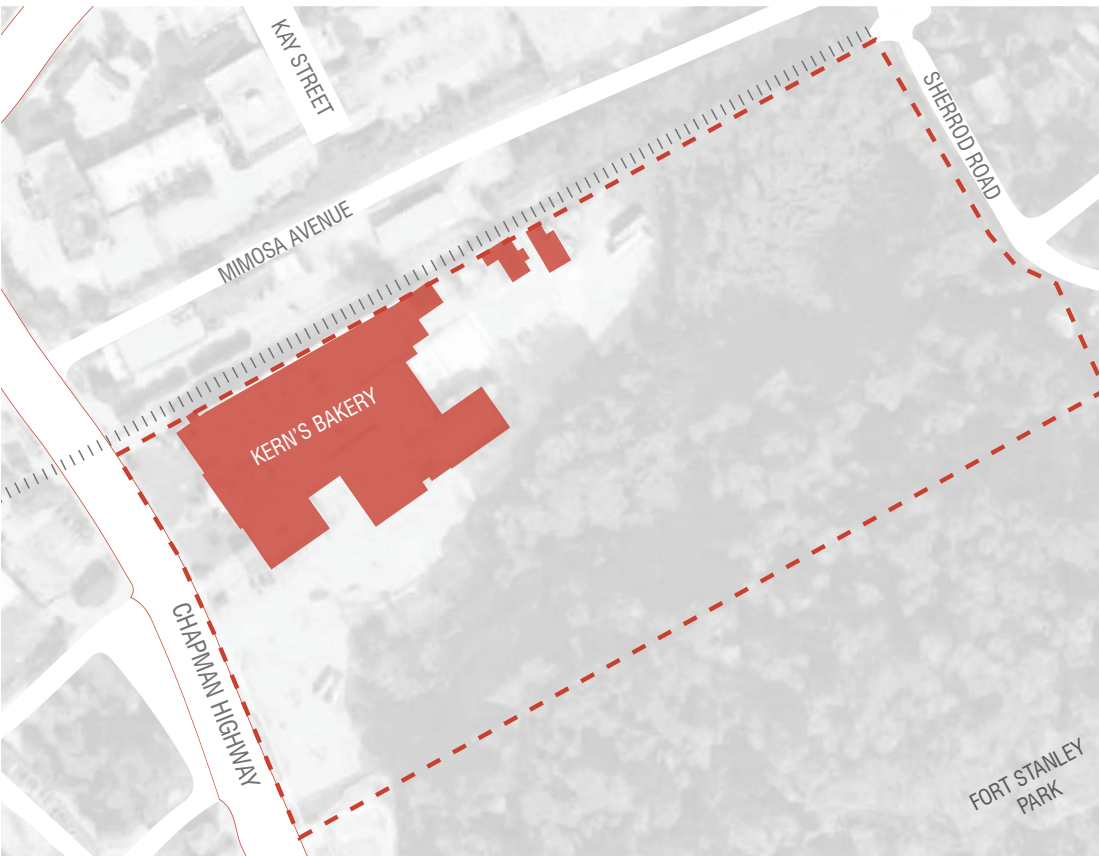 KAY STREET
SHERROD ROAD
MIMOSA AVENUE
KERN'S BAKERY
CHAPMAN HIGHWAY
FORT STANLEY
PARK